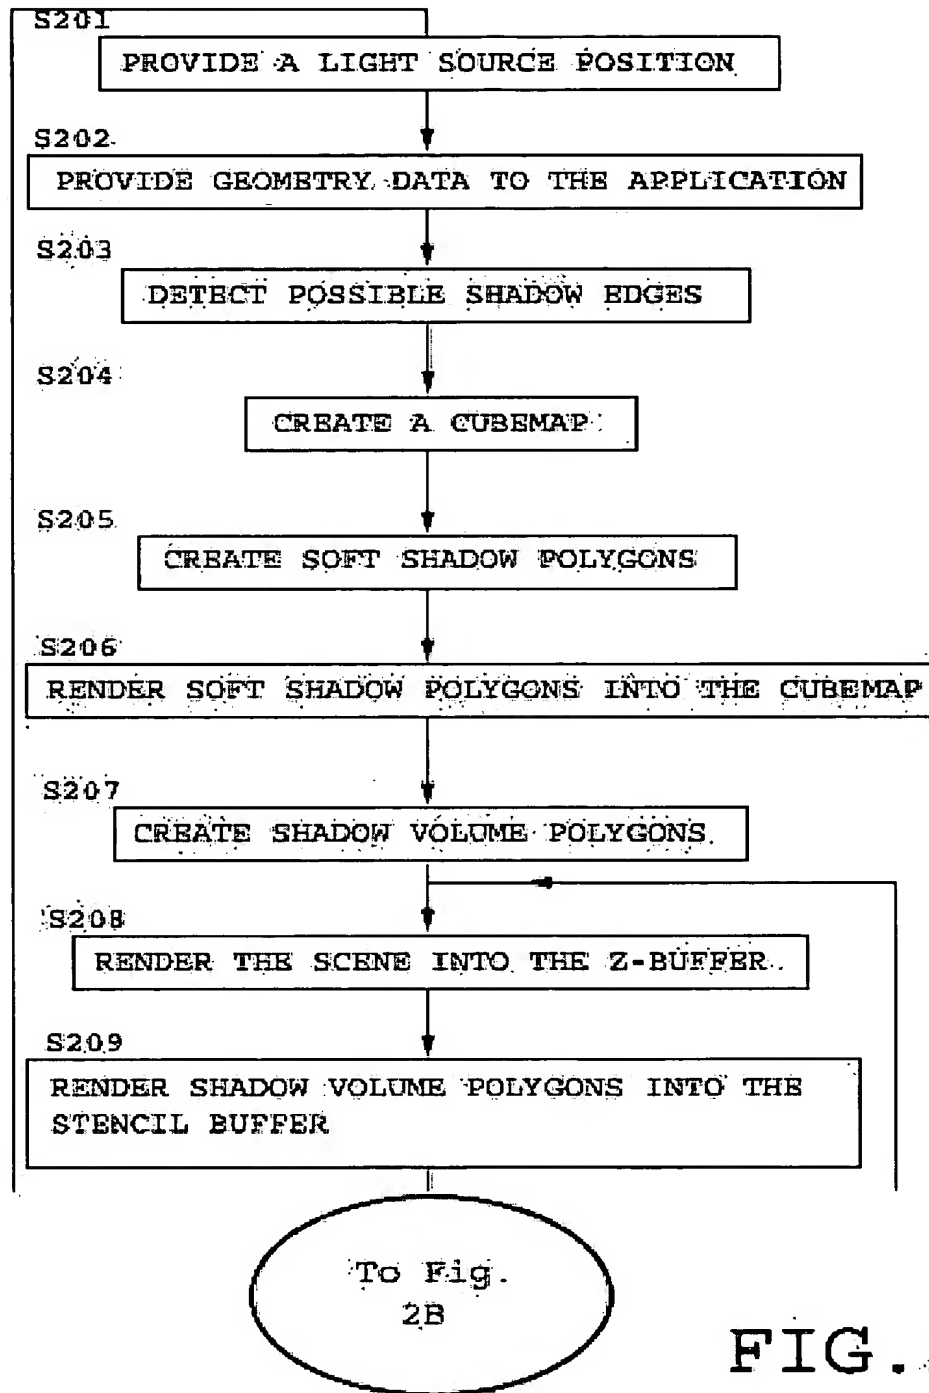 S201
PROVIDE A LIGHT SOURCE POSITION
S202
PROVIDE GEOMETRY DATA TO THE APPLICATION
S203
DETECT POSSIBLE SHADOW EDGES
S204
CREATE A CUBEMAP
S205
CREATE SOFT SHADOW POLYGONS
S206
RENDER SOFT SHADOW POLYGONS INTO THE CUBEMAP
S207
CREATE SHADOW VOLUME POLYGONS
S208
RENDER THE SCENE INTO THE Z-BUFFER
S209
RENDER SHADOW VOLUME POLYGONS INTO THE
STENCIL BUFFER
To Fig.
2B
FIG.